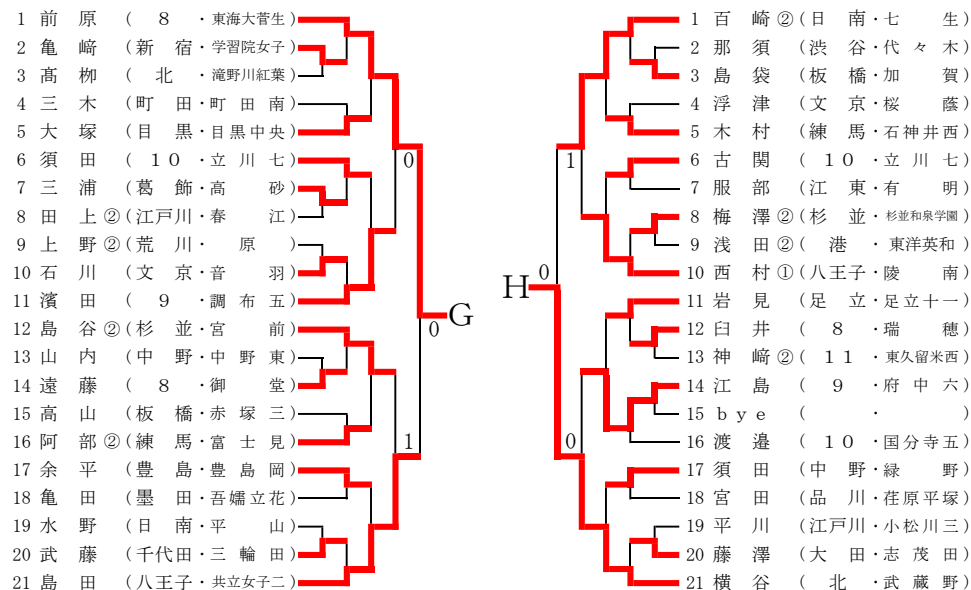 1 前原 ( 8 ・東海大菅生)
2 亀﨑 (新宿・学習院女子)
3 髙栁 ( 北 ・滝野川紅葉)
4 三木 (町田・町田南)
5 大塚 (目黒・目黒中央)
6 須田 ( 10 ・立川七)
7 三浦 (葛飾・高砂)
8 田上② (江戸川・春江)
9 上野② (荒川・原)
10 石川 (文京・音羽)
11 濱田 ( 9 ・調布五)
12 島谷② (杉並・宮前)
13 山内 (中野・中野東)
14 遠藤 ( 8 ・御堂)
15 高山 (板橋・赤塚三)
16 阿部② (練馬・富士見)
17 余平 (豊島・豊島岡)
18 亀田 (墨田・吾嬬立花)
19 水野 (日南・平山)
20 武藤 (千代田・三輪田)
21 島田 (八王子・共立女子二)
0
1
0
G
1 百崎② (日南・七生)
2 那須 (渋谷・代々木)
3 島袋 (板橋・加賀)
4 浮津 (文京・桜蔭)
5 木村 (練馬・石神井西)
6 古関 ( 10 ・立川七)
7 服部 (江東・有明)
8 梅澤② (杉並・杉並和泉学園)
9 浅田② ( 港 ・東洋英和)
10 西村① (八王子・陵南)
11 岩見 (足立・足立十一)
12 臼井 ( 8 ・瑞穂)
13 神﨑② ( 11 ・東久留米西)
14 江島 ( 9 ・府中六)
15 bye ( ・ )
16 渡邉 ( 10 ・国分寺五)
17 須田 (中野・緑野)
18 宮田 (品川・荏原平塚)
19 平川 (江戸川・小松川三)
20 藤澤 (大田・志茂田)
21 横谷 ( 北 ・武蔵野)
1
0
0
H